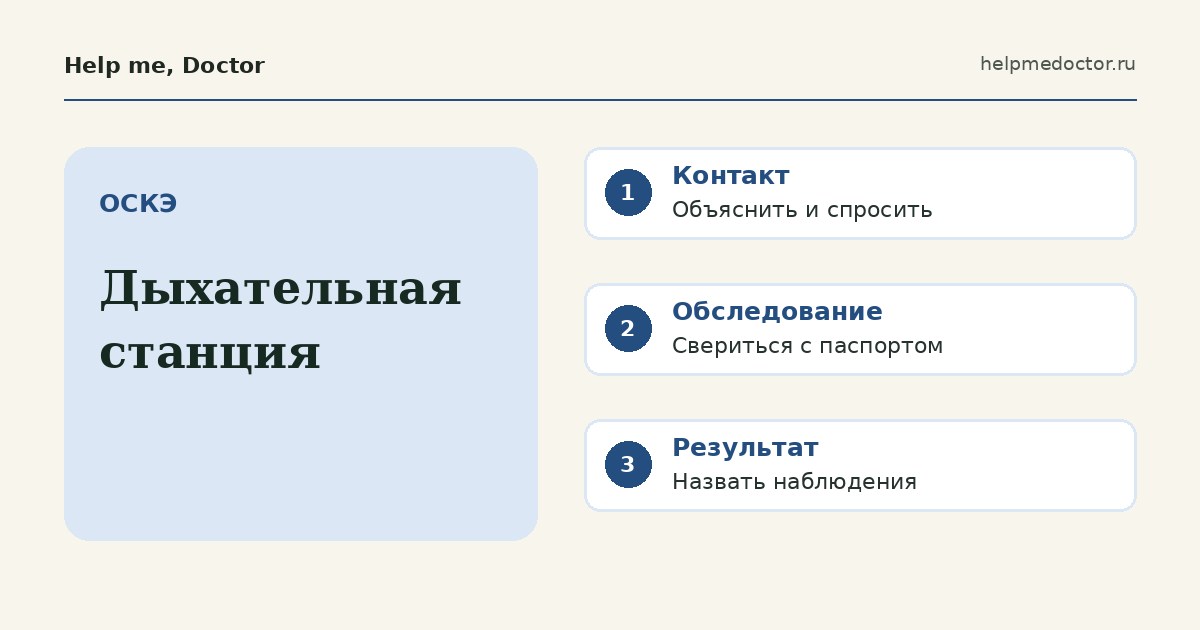 Help me, Doctor
helpmedoctor.ru
ОСКЭ
Дыхательная
станция
1
Контакт
Объяснить и спросить
2
Обследование
Свериться с паспортом
3
Результат
Назвать наблюдения